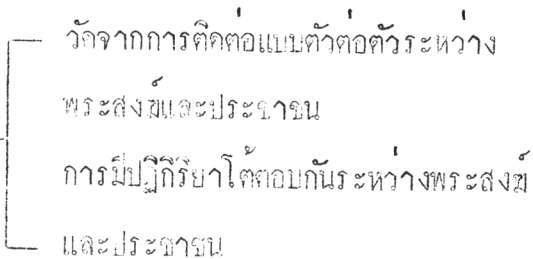 วัดจากการติดต่อแบบตัวต่อตัวระหว่าง
พระสงฆ์และประชาชน
การมีปฏิกิริยาโต้ตอบกันระหว่างพระสงฆ์
และประชาชน